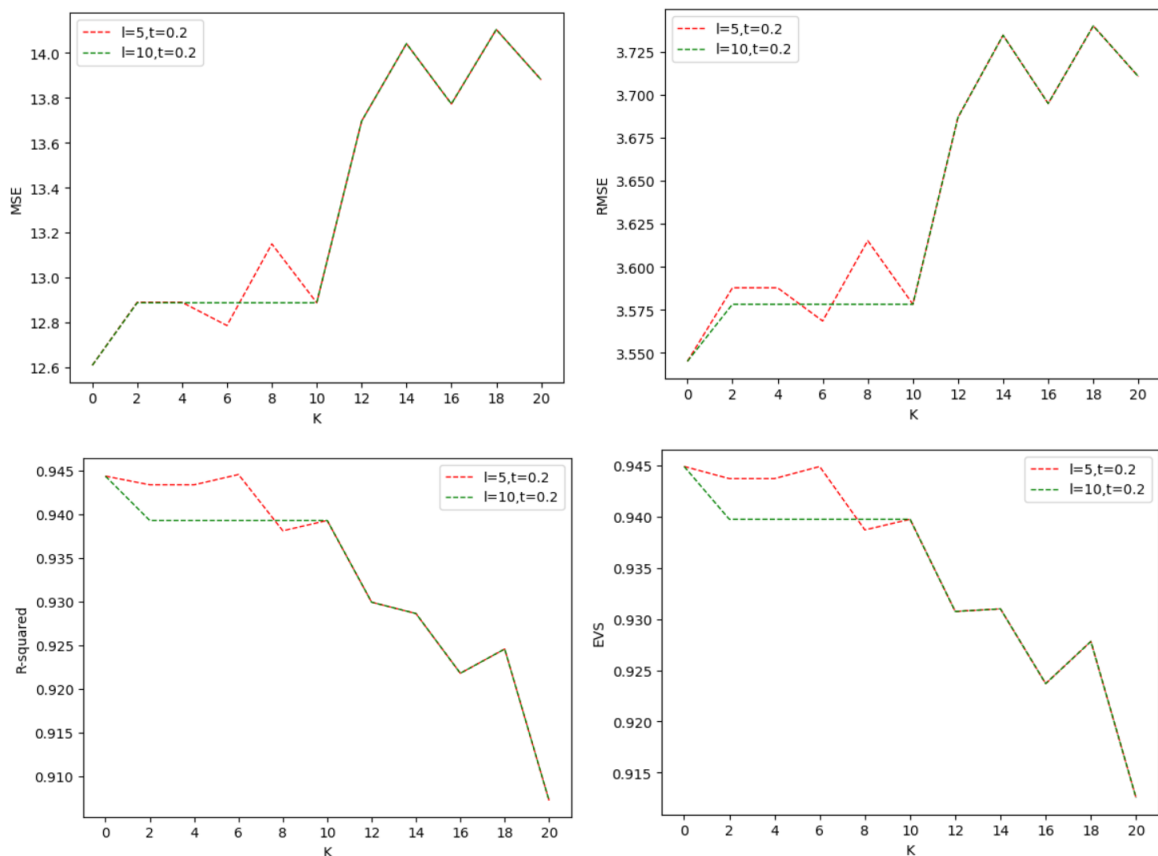 l=5,t=0.2
l=10,t=0.2
MSE
14.0
13.8
13.6
13.4
13.2
13.0
12.8
12.6
0 2 4 6 8 10 12 14 16 18 20
K
l=5,t=0.2
l=10,t=0.2
RMSE
3.725
3.700
3.675
3.650
3.625
3.600
3.575
3.550
0 2 4 6 8 10 12 14 16 18 20
K
l=5,t=0.2
l=10,t=0.2
R-squared
0.945
0.940
0.935
0.930
0.925
0.920
0.915
0.910
0 2 4 6 8 10 12 14 16 18 20
K
l=5,t=0.2
l=10,t=0.2
EVS
0.945
0.940
0.935
0.930
0.925
0.920
0.915
0 2 4 6 8 10 12 14 16 18 20
K